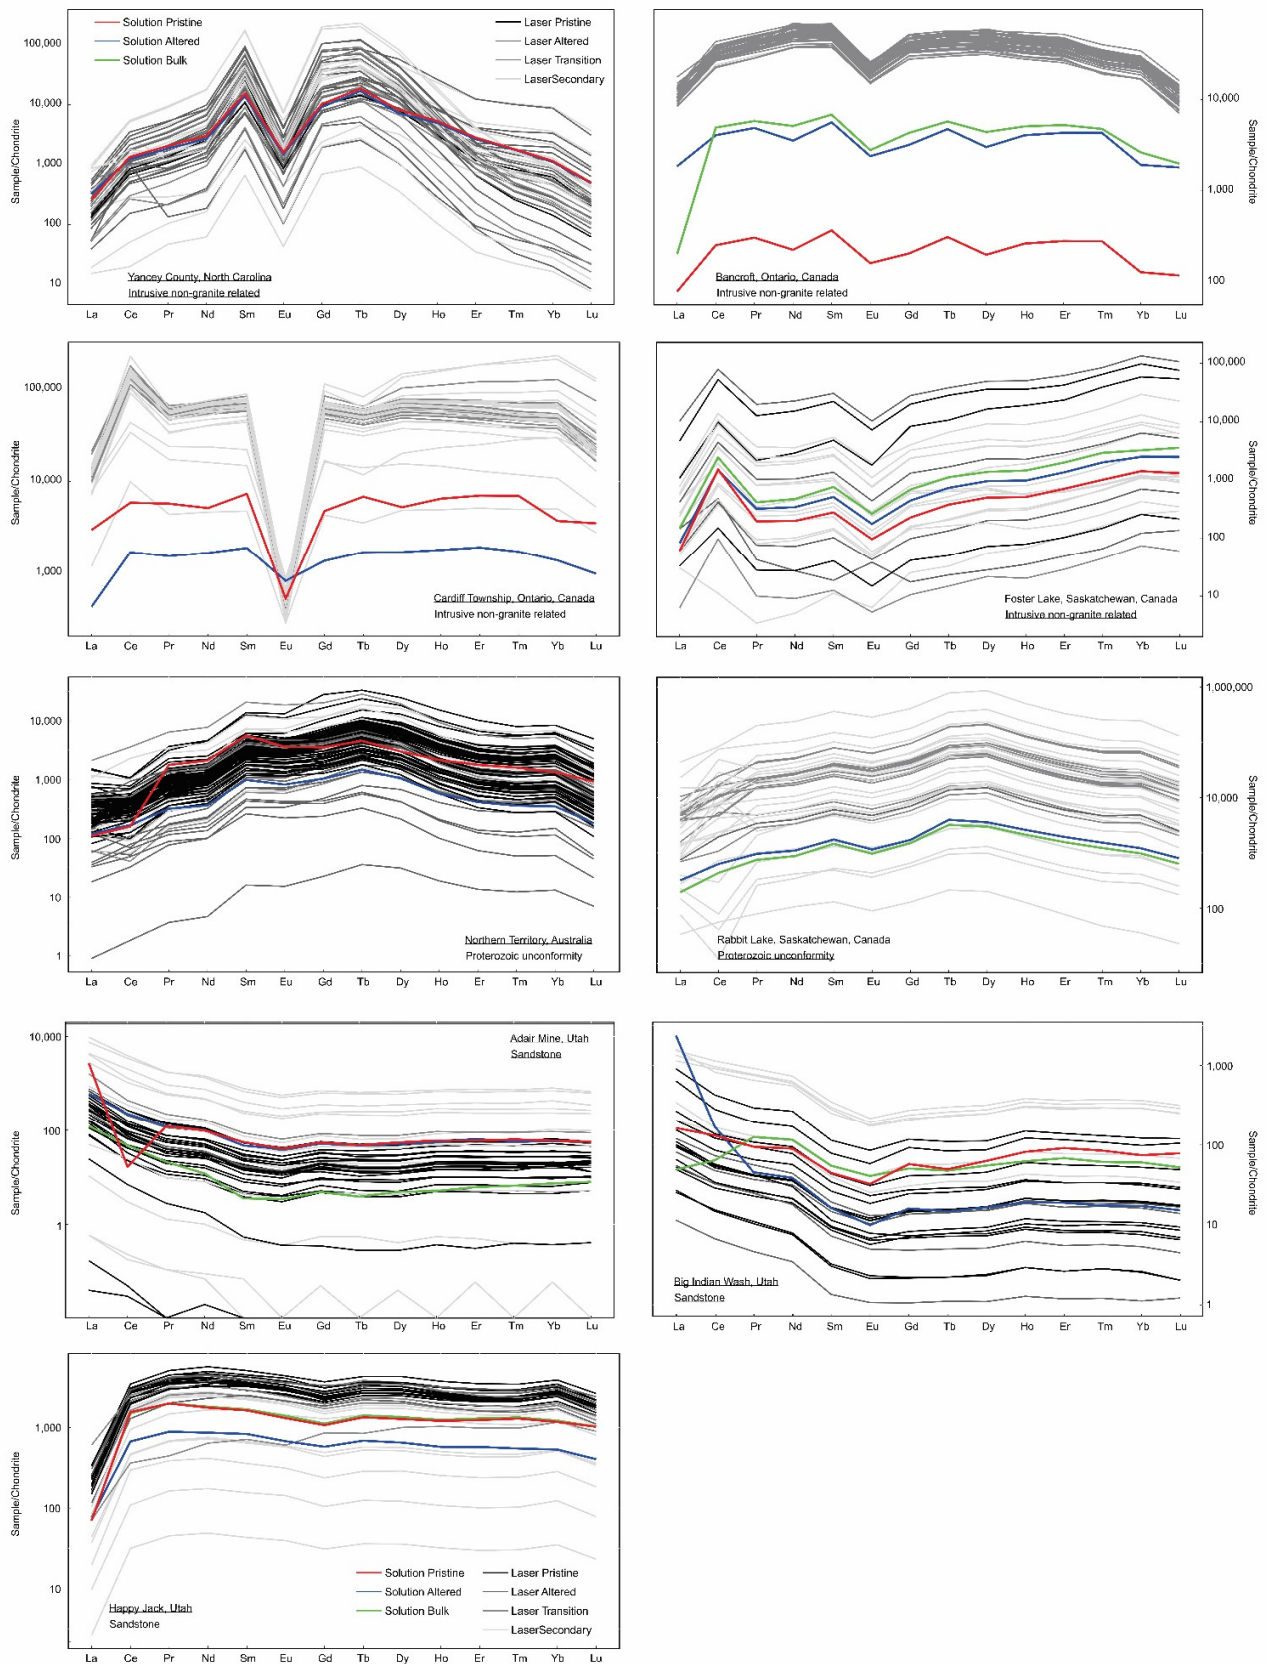 Solution Pristine
Solution Altered
Solution Bulk
Laser Pristine
Laser Altered
Laser Transition
LaserSecondary
Sample/Chondrite
100,000
10,000
1,000
100
10
Yancey County, North Carolina
Intrusive non-granite related
La Ce Pr Nd Sm Eu Gd Tb Dy Ho Er Tm Yb Lu
Sample/Chondrite
10,000
1,000
100
Bancroft, Ontario, Canada
Intrusive non-granite related
La Ce Pr Nd Sm Eu Gd Tb Dy Ho Er Tm Yb Lu
Sample/Chondrite
100,000
10,000
1,000
Cardiff Township, Ontario, Canada
Intrusive non-granite related
La Ce Pr Nd Sm Eu Gd Tb Dy Ho Er Tm Yb Lu
Sample/Chondrite
100,000
10,000
1,000
100
10
Foster Lake, Saskatchewan, Canada
Intrusive non-granite related
La Ce Pr Nd Sm Eu Gd Tb Dy Ho Er Tm Yb Lu
Sample/Chondrite
10,000
1,000
100
10
1
Northern Territory, Australia
Proterozoic unconformity
La Ce Pr Nd Sm Eu Gd Tb Dy Ho Er Tm Yb Lu
Sample/Chondrite
1,000,000
10,000
100
Rabbit Lake, Saskatchewan, Canada
Proterozoic unconformity
La Ce Pr Nd Sm Eu Gd Tb Dy Ho Er Tm Yb Lu
Sample/Chondrite
10,000
100
1
Adair Mine, Utah
Sandstone
La Ce Pr Nd Sm Eu Gd Tb Dy Ho Er Tm Yb Lu
Sample/Chondrite
1,000
100
10
1
Big Indian Wash, Utah
Sandstone
La Ce Pr Nd Sm Eu Gd Tb Dy Ho Er Tm Yb Lu
Sample/Chondrite
1,000
100
10
Happy Jack, Utah
Sandstone
Solution Pristine
Solution Altered
Solution Bulk
Laser Pristine
Laser Altered
Laser Transition
LaserSecondary
La Ce Pr Nd Sm Eu Gd Tb Dy Ho Er Tm Yb Lu